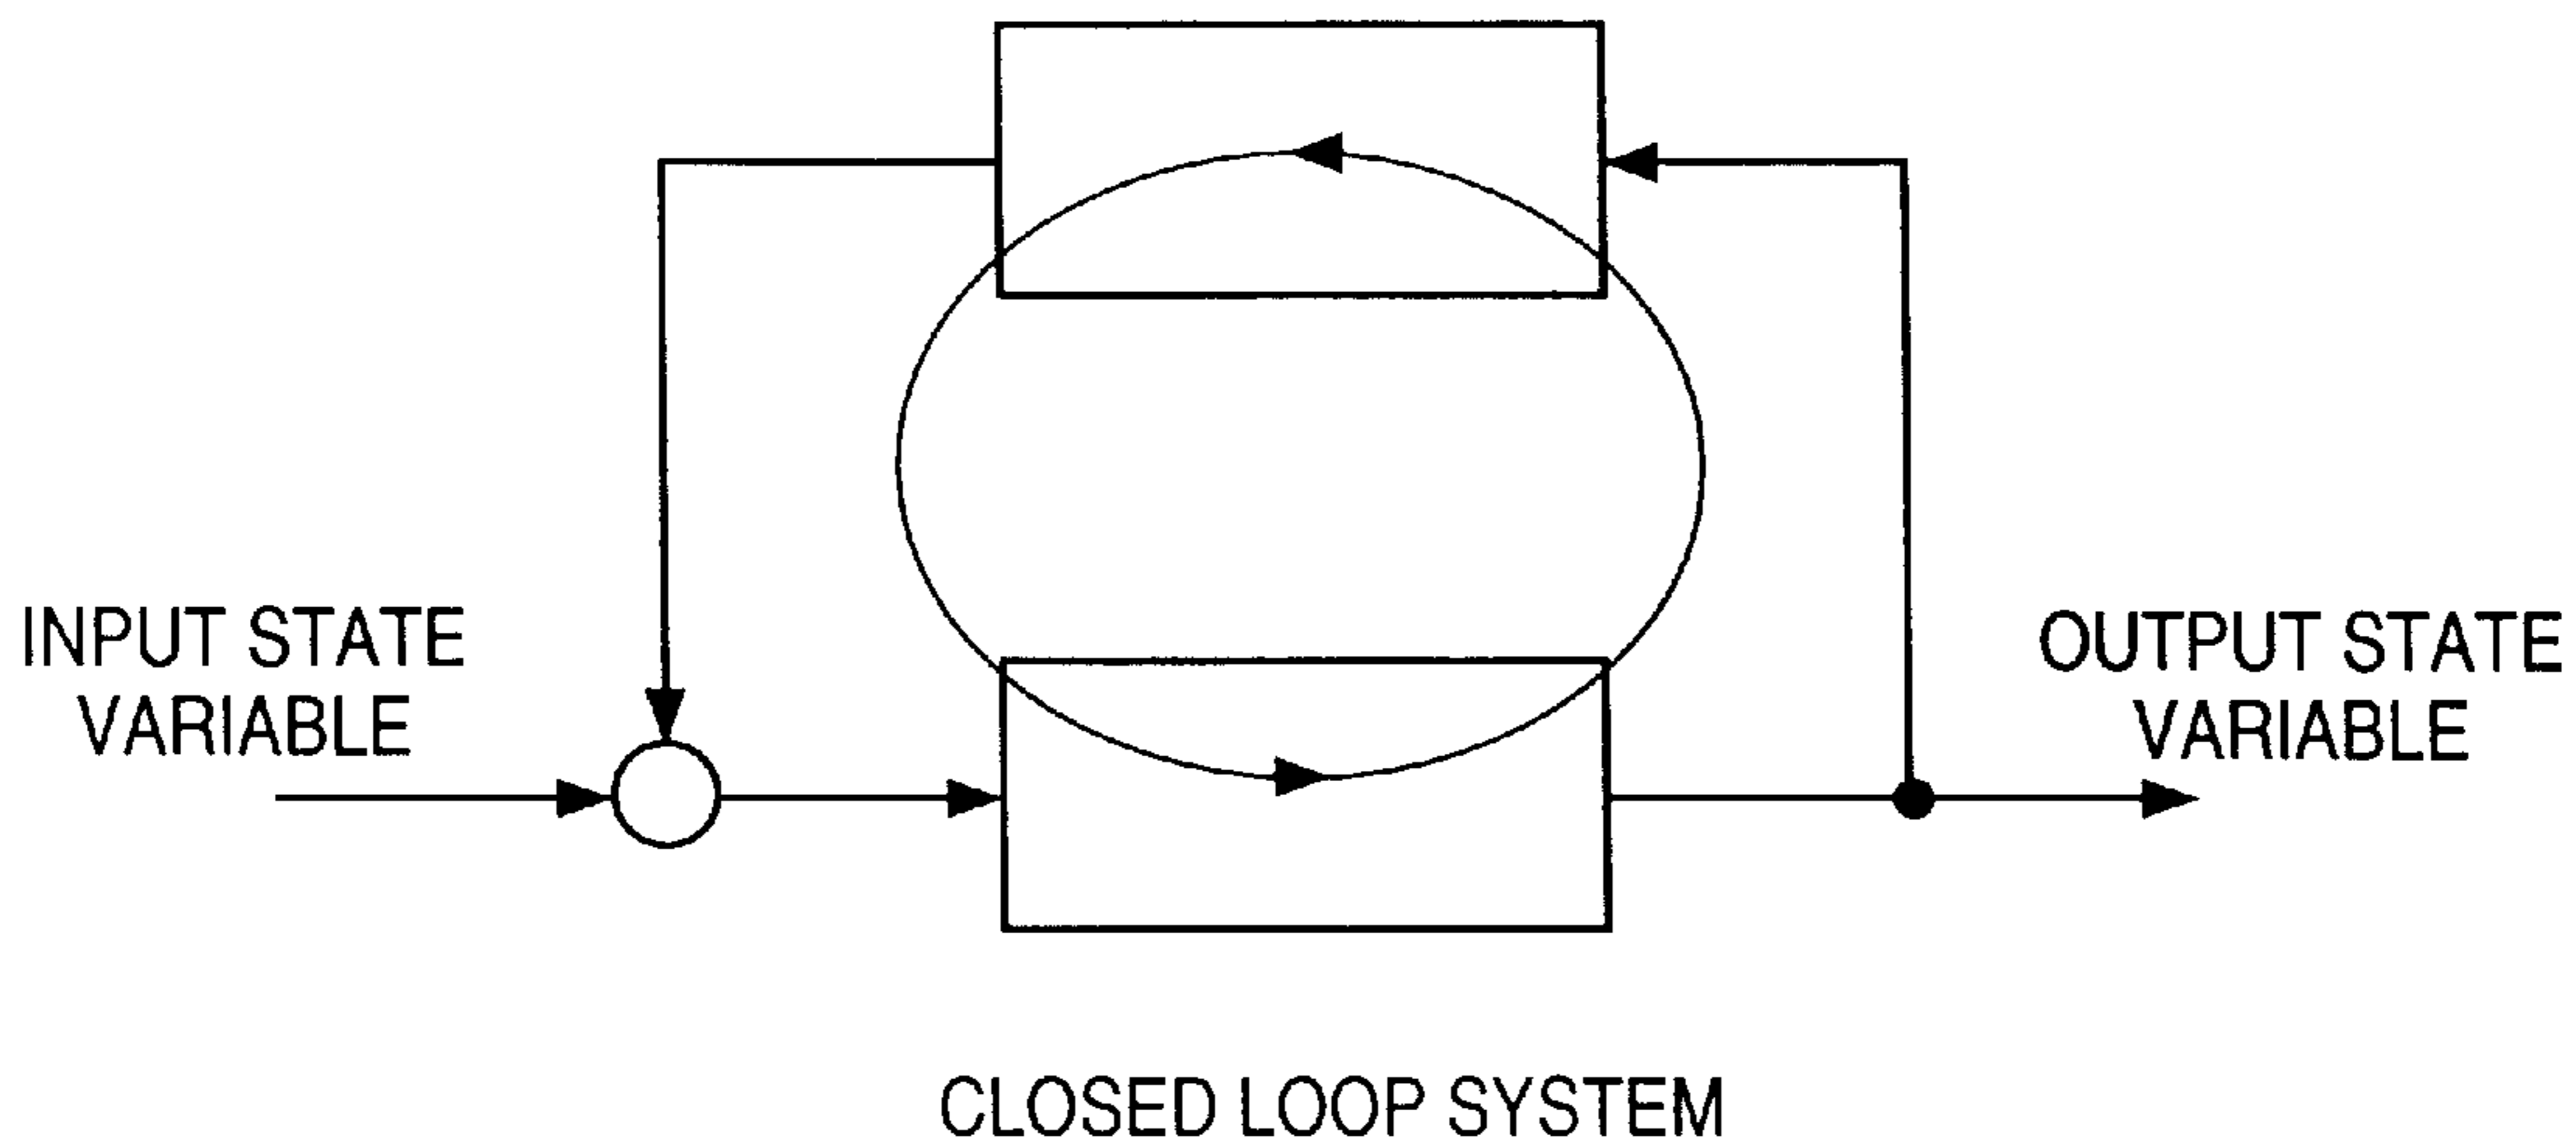 INPUT STATE
VARIABLE
OUTPUT STATE
VARIABLE
CLOSED LOOP SYSTEM